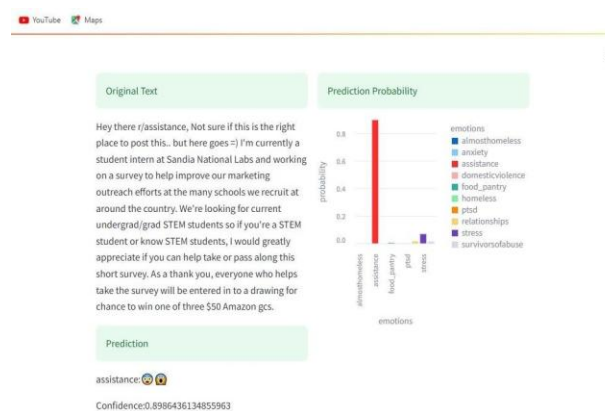 YouTube Maps
Original Text
Hey there r/assistance, Not sure if this is the right
place to post this.. but here goes =) I'm currently a
student intern at Sandia National Labs and working
on a survey to help improve our marketing
outreach efforts at the many schools we recruit at
around the country. We're looking for current
undergrad/grad STEM students so if you're a STEM
student or know STEM students, I would greatly
appreciate if you can help take or pass along this
short survey. As a thank you, everyone who helps
take the survey will be entered in to a drawing for
chance to win one of three $50 Amazon gcs.
Prediction
assistance:😨😱
Confidence:0.8986436134855963
Prediction Probability
probability
0.8
0.6
0.4
0.2
0.0
almosthomeless
assistance
food_pantry
ptsd
stress
emotions
emotions
almosthomeless
anxiety
assistance
domesticviolence
food_pantry
homeless
ptsd
relationships
stress
survivorsofabuse